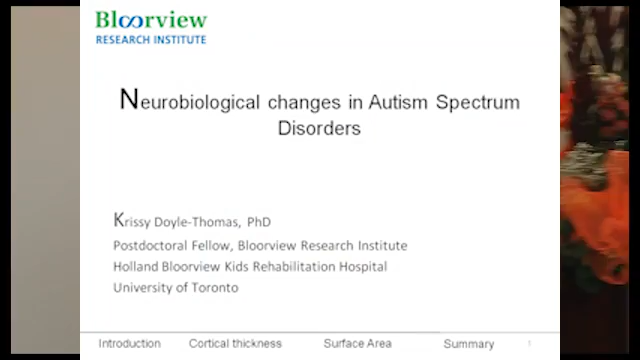 Bloorview
RESEARCH INSTITUTE
Neurobiological changes in Autism Spectrum
Disorders
Krissy Doyle-Thomas, PhD
Postdoctoral Fellow, Bloorview Research Institute
Holland Bloorview Kids Rehabilitation Hospital
University of Toronto
Introduction Cortical thickness Surface Area Summary 1